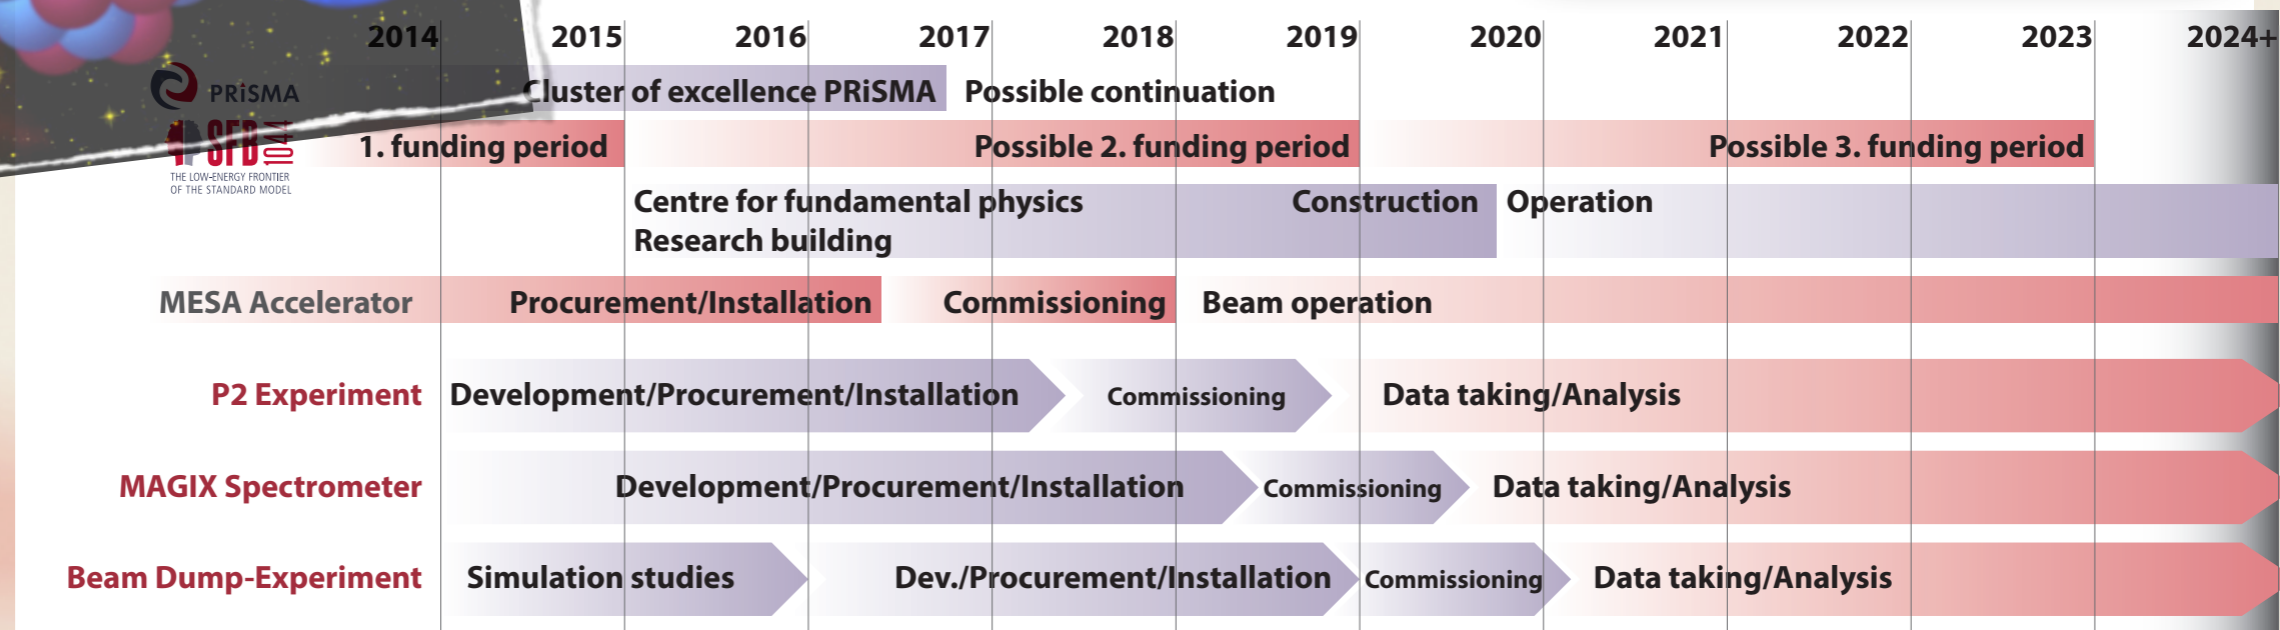 2014 2015 2016 2017 2018 2019 2020 2021 2022 2023 2024+
PRiSMA Cluster of excellence PRiSMA Possible continuation
SFB 1044 1. funding period Possible 2. funding period Possible 3. funding period
THE LOW-ENERGY FRONTIER
OF THE STANDARD MODEL
Centre for fundamental physics Construction Operation
Research building
MESA Accelerator Procurement/Installation Commissioning Beam operation
P2 Experiment Development/Procurement/Installation Commissioning Data taking/Analysis
MAGIX Spectrometer Development/Procurement/Installation Commissioning Data taking/Analysis
Beam Dump-Experiment Simulation studies Dev./Procurement/Installation Commissioning Data taking/Analysis